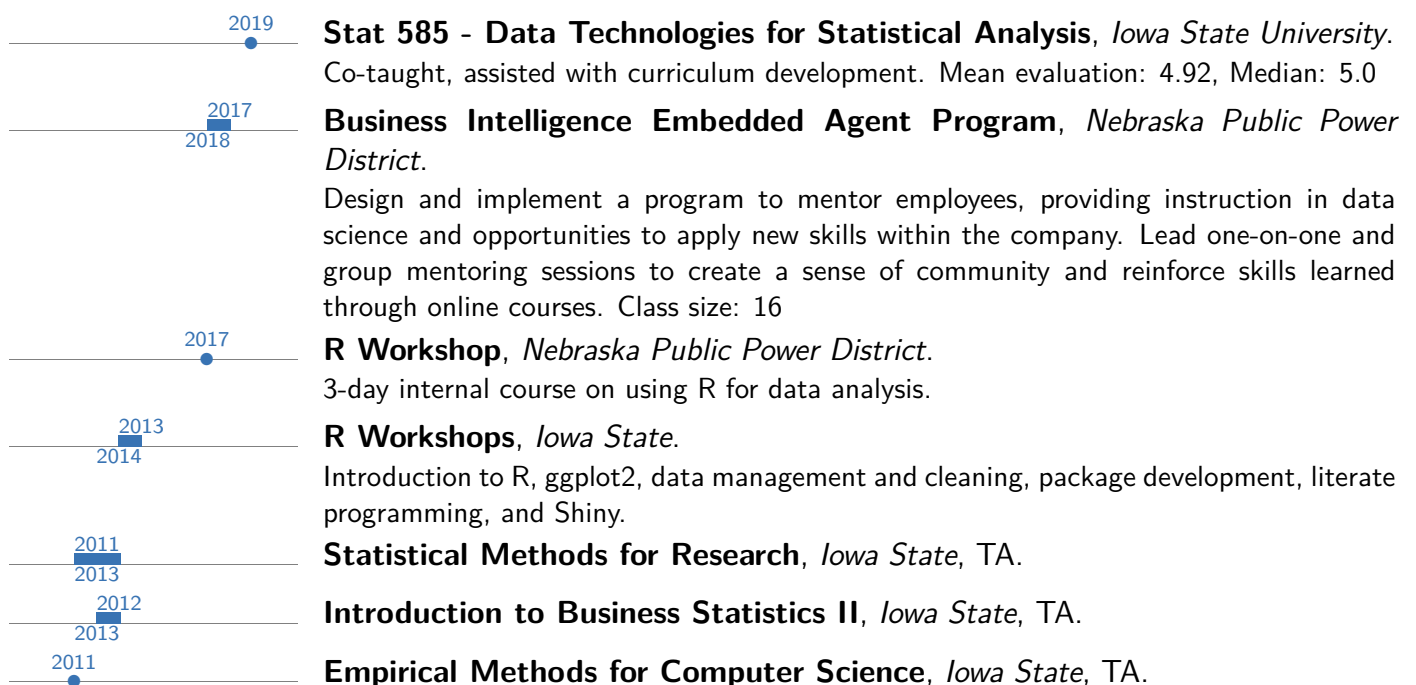 2019
Stat 585 - Data Technologies for Statistical Analysis, Iowa State University.
Co-taught, assisted with curriculum development. Mean evaluation: 4.92, Median: 5.0
2017
2018
Business Intelligence Embedded Agent Program, Nebraska Public Power
District.
Design and implement a program to mentor employees, providing instruction in data
science and opportunities to apply new skills within the company. Lead one-on-one and
group mentoring sessions to create a sense of community and reinforce skills learned
through online courses. Class size: 16
2017
R Workshop, Nebraska Public Power District.
3-day internal course on using R for data analysis.
2013
2014
R Workshops, Iowa State.
Introduction to R, ggplot2, data management and cleaning, package development, literate
programming, and Shiny.
2011
2013
Statistical Methods for Research, Iowa State, TA.
2012
2013
Introduction to Business Statistics II, Iowa State, TA.
2011
Empirical Methods for Computer Science, Iowa State, TA.